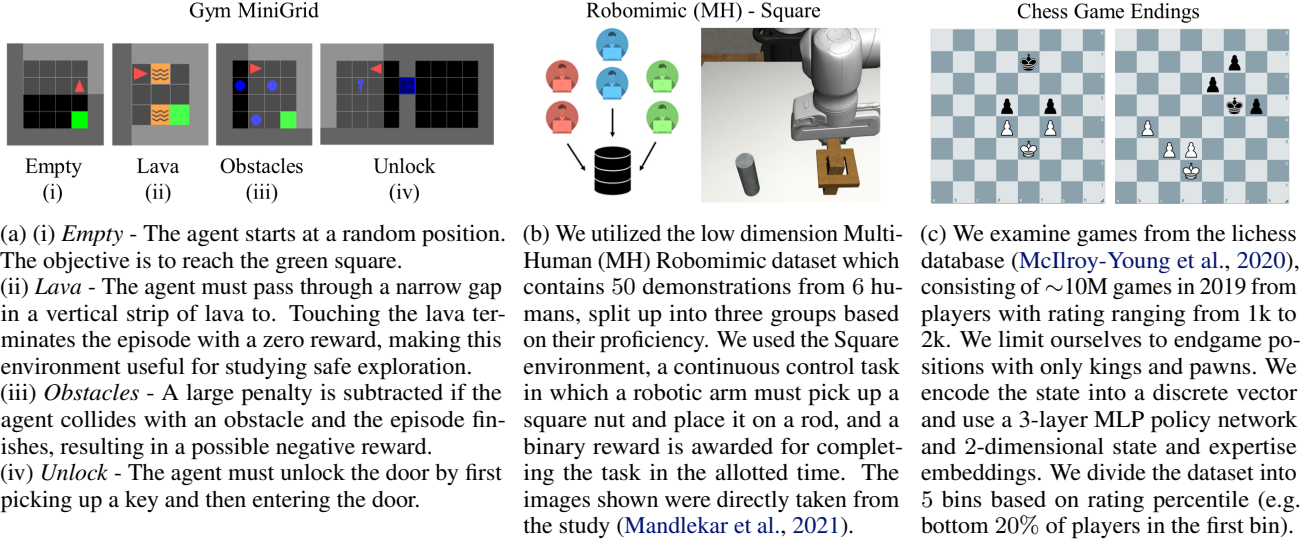 Gym MiniGrid
Empty
(i)
Lava
(ii)
Obstacles
(iii)
Unlock
(iv)
(a) (i) Empty - The agent starts at a random position.
The objective is to reach the green square.
(ii) Lava - The agent must pass through a narrow gap
in a vertical strip of lava to. Touching the lava ter-
minates the episode with a zero reward, making this
environment useful for studying safe exploration.
(iii) Obstacles - A large penalty is subtracted if the
agent collides with an obstacle and the episode fin-
ishes, resulting in a possible negative reward.
(iv) Unlock - The agent must unlock the door by first
picking up a key and then entering the door.
Robomimic (MH) - Square
(b) We utilized the low dimension Multi-
Human (MH) Robomimic dataset which
contains 50 demonstrations from 6 hu-
mans, split up into three groups based
on their proficiency. We used the Square
environment, a continuous control task
in which a robotic arm must pick up a
square nut and place it on a rod, and a
binary reward is awarded for complet-
ing the task in the allotted time. The
images shown were directly taken from
the study (Mandlekar et al., 2021).
Chess Game Endings
(c) We examine games from the lichess
database (McIlroy-Young et al., 2020),
consisting of ∼10M games in 2019 from
players with rating ranging from 1k to
2k. We limit ourselves to endgame po-
sitions with only kings and pawns. We
encode the state into a discrete vector
and use a 3-layer MLP policy network
and 2-dimensional state and expertise
embeddings. We divide the dataset into
5 bins based on rating percentile (e.g.
bottom 20% of players in the first bin).